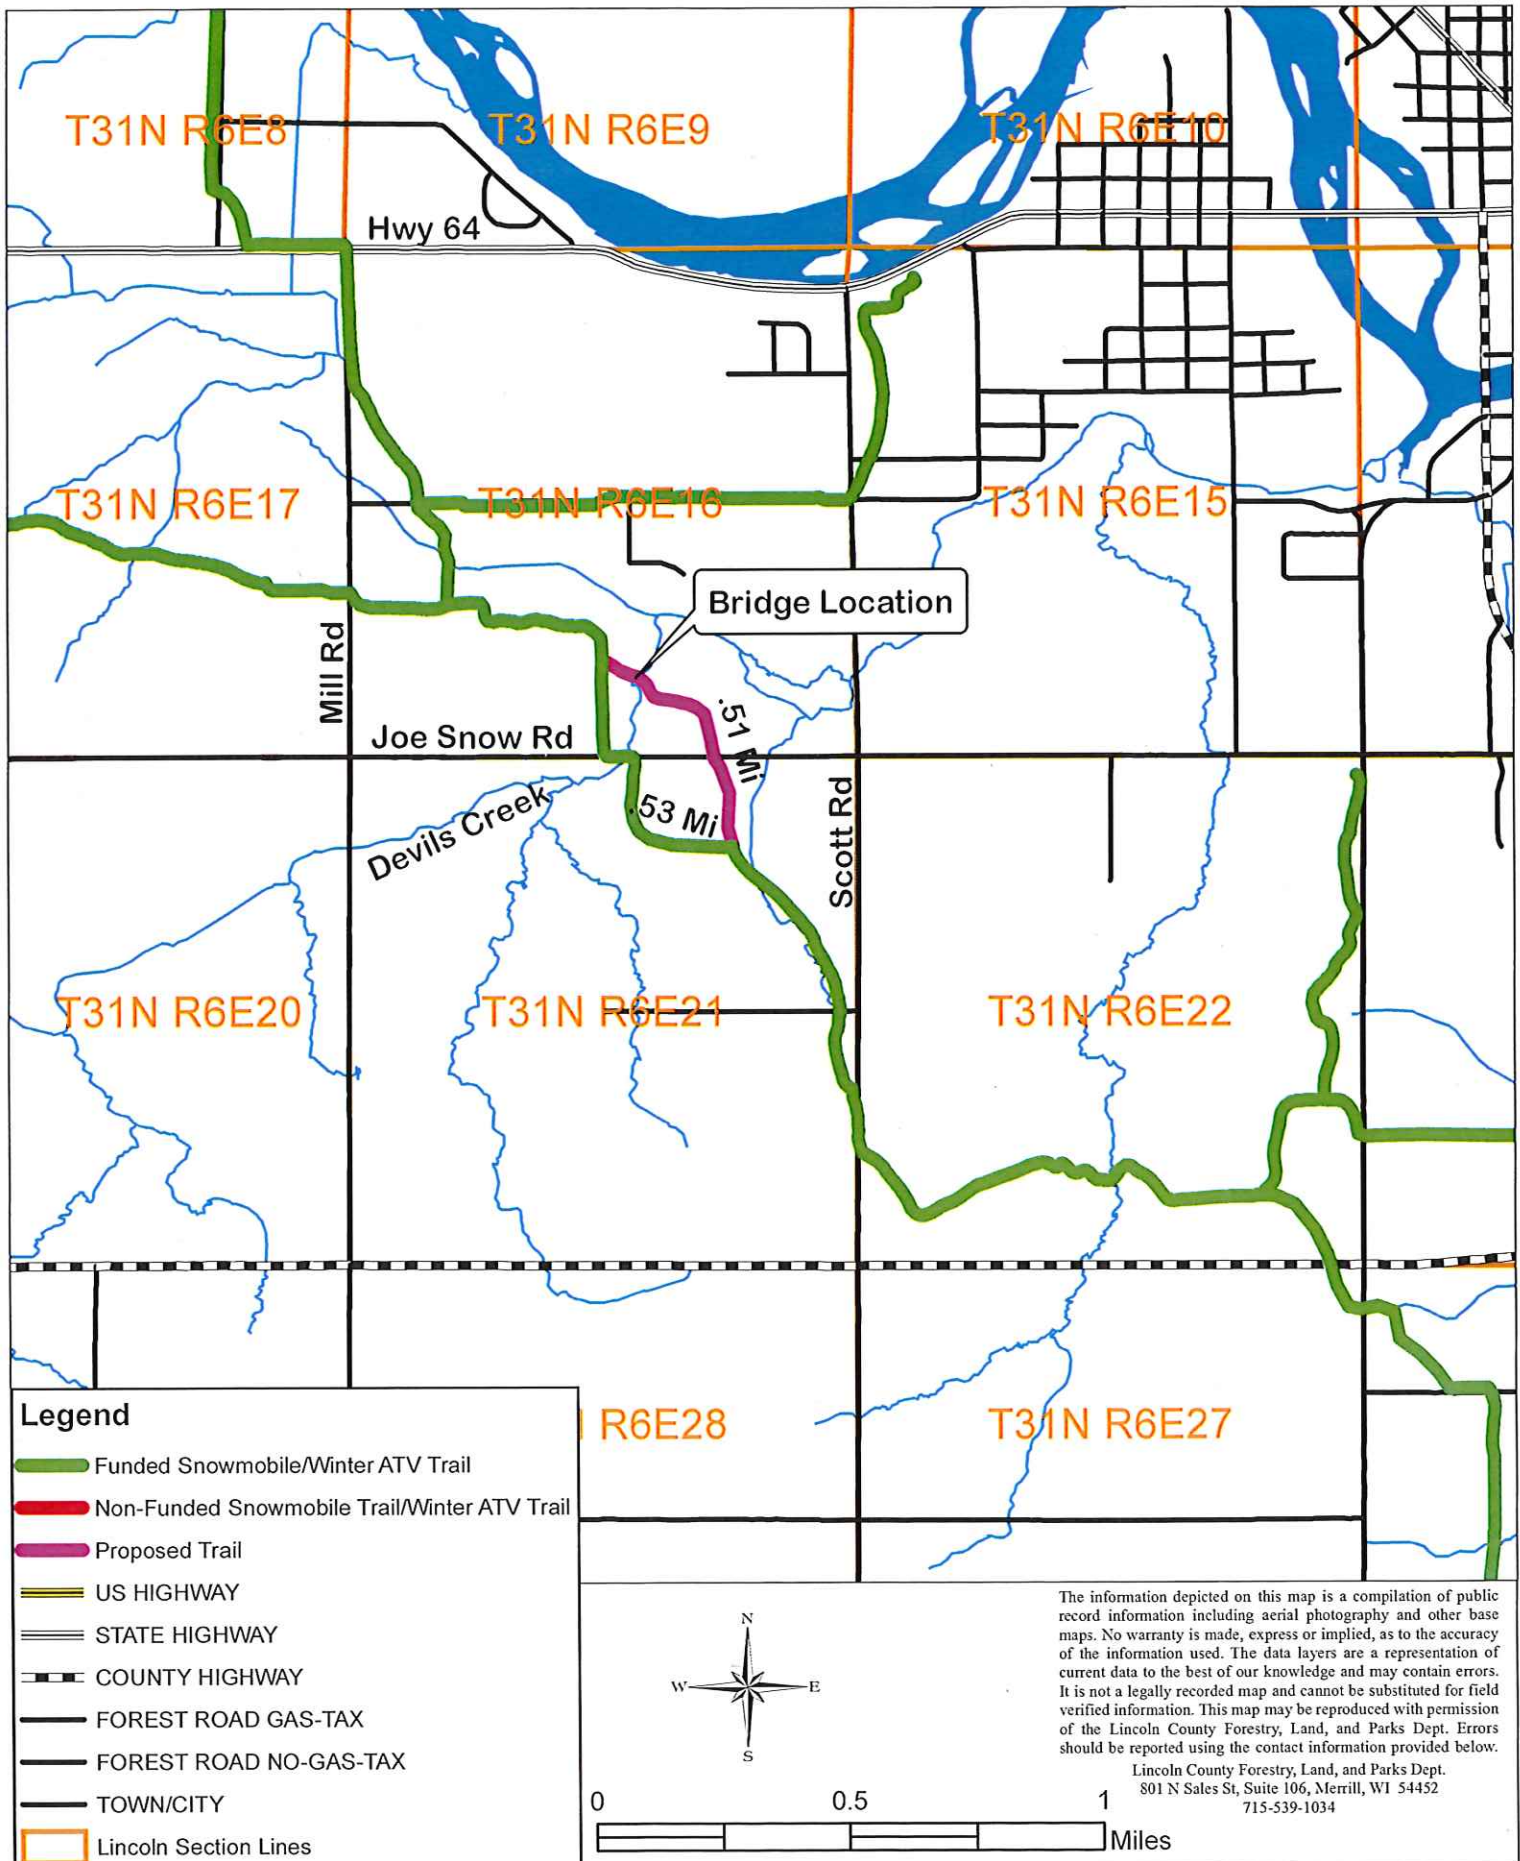 T31N R6E8
T31N R6E9
T31N R6E10
Hwy 64
T31N R6E17
T31N R6E16
T31N R6E15
Bridge Location
Mill Rd
Joe Snow Rd
.51 Mi
.53 Mi
Devils Creek
Scott Rd
T31N R6E20
T31N R6E21
T31N R6E22
R6E28
T31N R6E27
Legend
Funded Snowmobile/Winter ATV Trail
Non-Funded Snowmobile Trail/Winter ATV Trail
Proposed Trail
US HIGHWAY
STATE HIGHWAY
COUNTY HIGHWAY
FOREST ROAD GAS-TAX
FOREST ROAD NO-GAS-TAX
TOWN/CITY
Lincoln Section Lines
N
W
E
S
0
0.5
1
Miles
The information depicted on this map is a compilation of public
record information including aerial photography and other base
maps. No warranty is made, express or implied, as to the accuracy
of the information used. The data layers are a representation of
current data to the best of our knowledge and may contain errors.
It is not a legally recorded map and cannot be substituted for field
verified information. This map may be reproduced with permission
of the Lincoln County Forestry, Land, and Parks Dept. Errors
should be reported using the contact information provided below.
Lincoln County Forestry, Land, and Parks Dept.
801 N Sales St, Suite 106, Merrill, WI 54452
715-539-1034